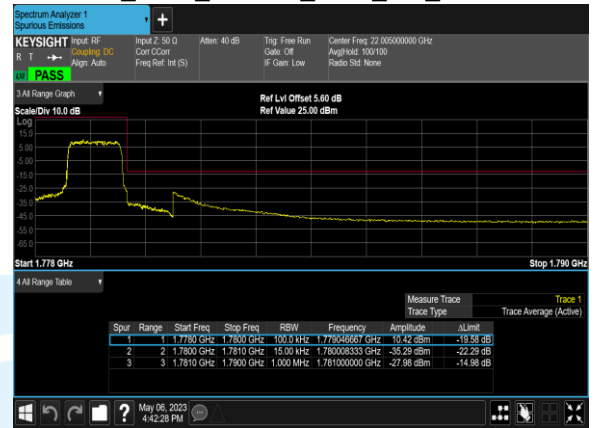 Spectrum Analyzer 1
Spurious Emissions
KEYSIGHT Input: RF Input Z: 50 Ω Atten: 40 dB Trig: Free Run Center Freq: 22.005000000 GHz
R T Coupling: DC Corr CCorr Gate: Off Avg|Hold: 100/100
Align: Auto Freq Ref: Int (S) IF Gain: Low Radio Std: None
PASS
3 All Range Graph
Scale/Div 10.0 dB Ref Lvl Offset 5.60 dB
Ref Value 25.00 dBm
Log
15.0
5.00
-5.00
-15.0
-25.0
-35.0
-45.0
-55.0
-65.0
Start 1.778 GHz Stop 1.790 GHz
4 All Range Table
Measure Trace Trace 1
Trace Type Trace Average (Active)
Spur Range Start Freq Stop Freq RBW Frequency Amplitude ΔLimit
1 1 1.7780 GHz 1.7800 GHz 100.0 kHz 1.779046667 GHz 10.42 dBm -19.58 dB
2 2 1.7800 GHz 1.7810 GHz 15.00 kHz 1.780008333 GHz -35.29 dBm -22.29 dB
3 3 1.7810 GHz 1.7900 GHz 1.000 MHz 1.781000000 GHz -27.98 dBm -14.98 dB
? May 06, 2023
4:42:28 PM